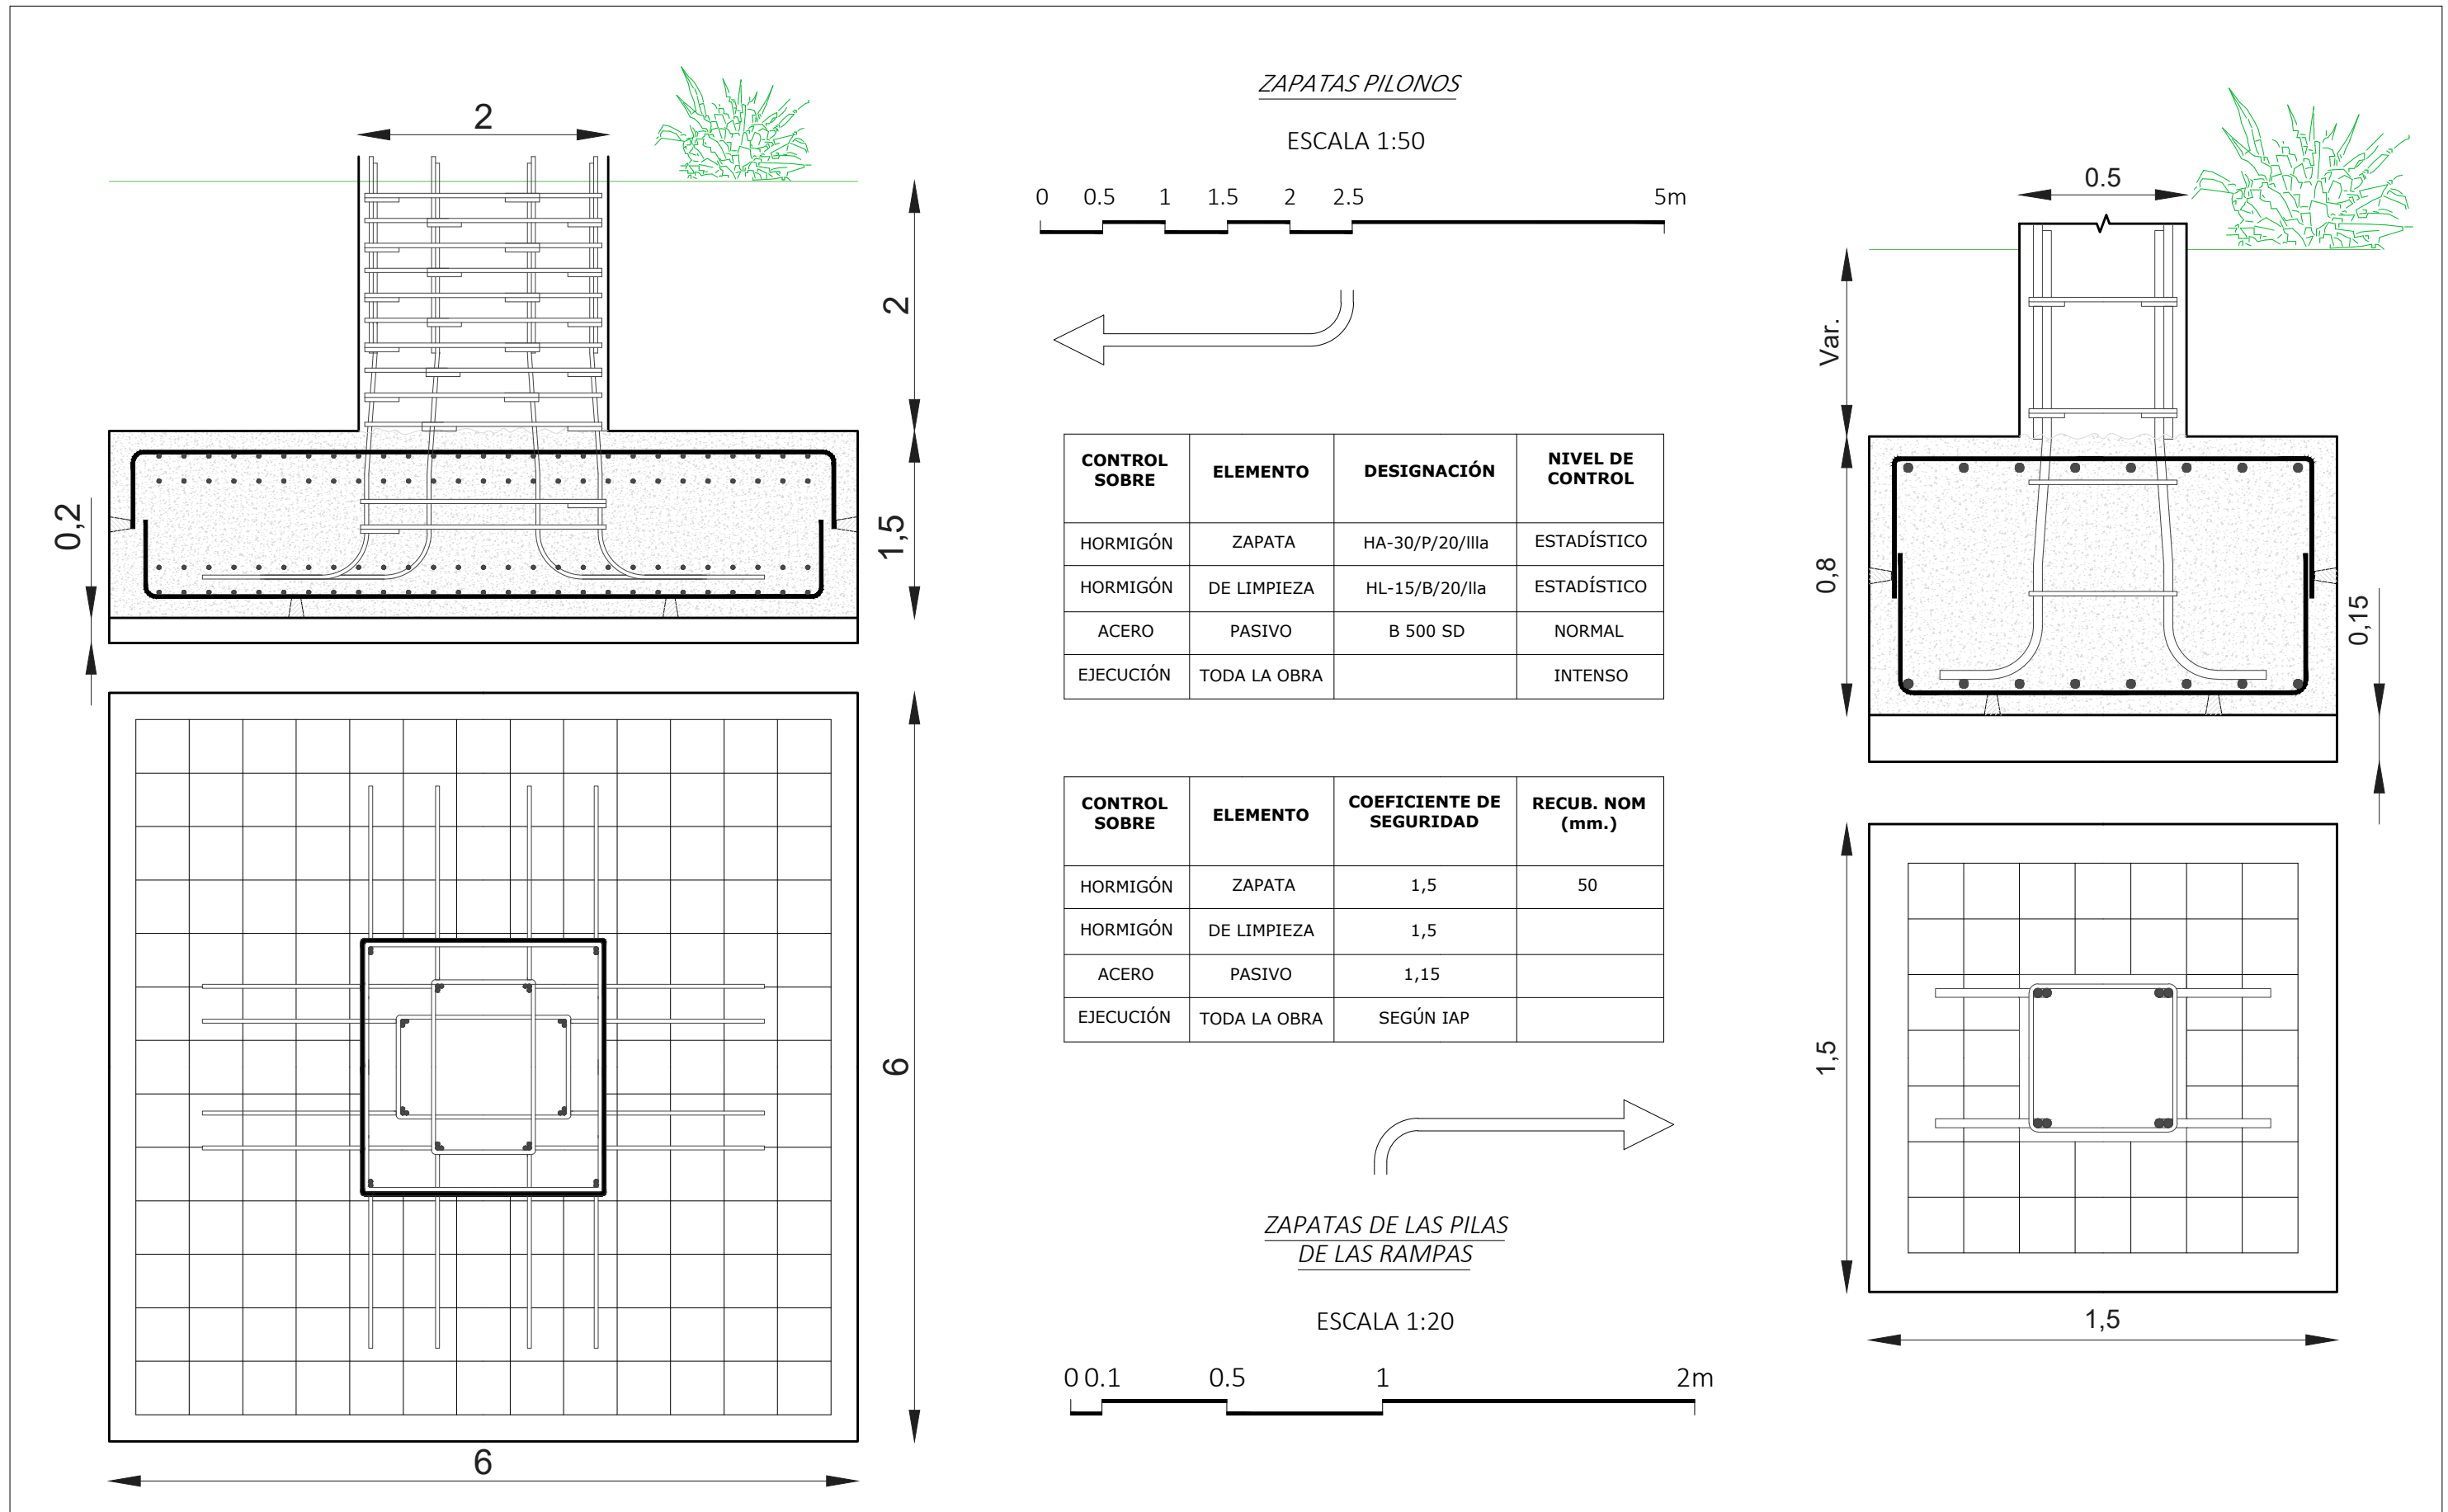 ZAPATAS PILONOS
ESCALA 1:50
0 0.5 1 1.5 2 2.5 5m
2
2
0,2
1,5
6
6
CONTROL SOBRE ELEMENTO DESIGNACIÓN NIVEL DE CONTROL
HORMIGÓN ZAPATA HA-30/P/20/IIIa ESTADÍSTICO
HORMIGÓN DE LIMPIEZA HL-15/B/20/IIa ESTADÍSTICO
ACERO PASIVO B 500 SD NORMAL
EJECUCIÓN TODA LA OBRA INTENSO
CONTROL SOBRE ELEMENTO COEFICIENTE DE SEGURIDAD RECUB. NOM (mm.)
HORMIGÓN ZAPATA 1,5 50
HORMIGÓN DE LIMPIEZA 1,5
ACERO PASIVO 1,15
EJECUCIÓN TODA LA OBRA SEGÚN IAP
ZAPATAS DE LAS PILAS
DE LAS RAMPAS
ESCALA 1:20
0 0.1 0.5 1 2m
0.5
Var.
0,8
0,15
1,5
1,5